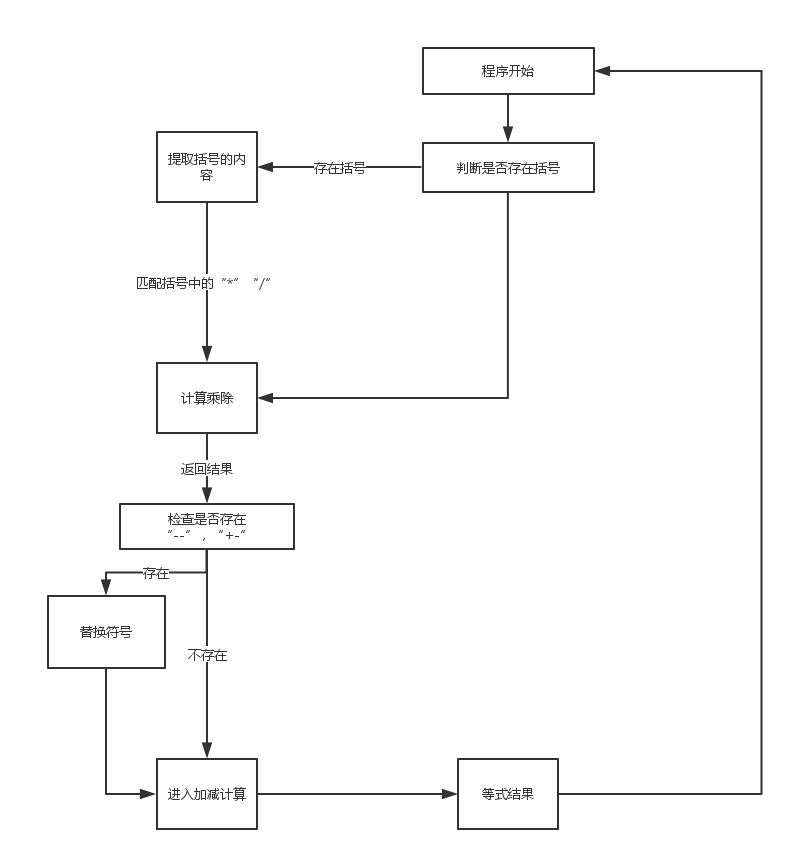 程序开始
判断是否存在括号
存在括号
提取括号的内
容
匹配括号中的“*” “/”
计算乘除
返回结果
检查是否存在
“--” ， “+-”
存在
替换符号
不存在
进入加减计算
等式结果